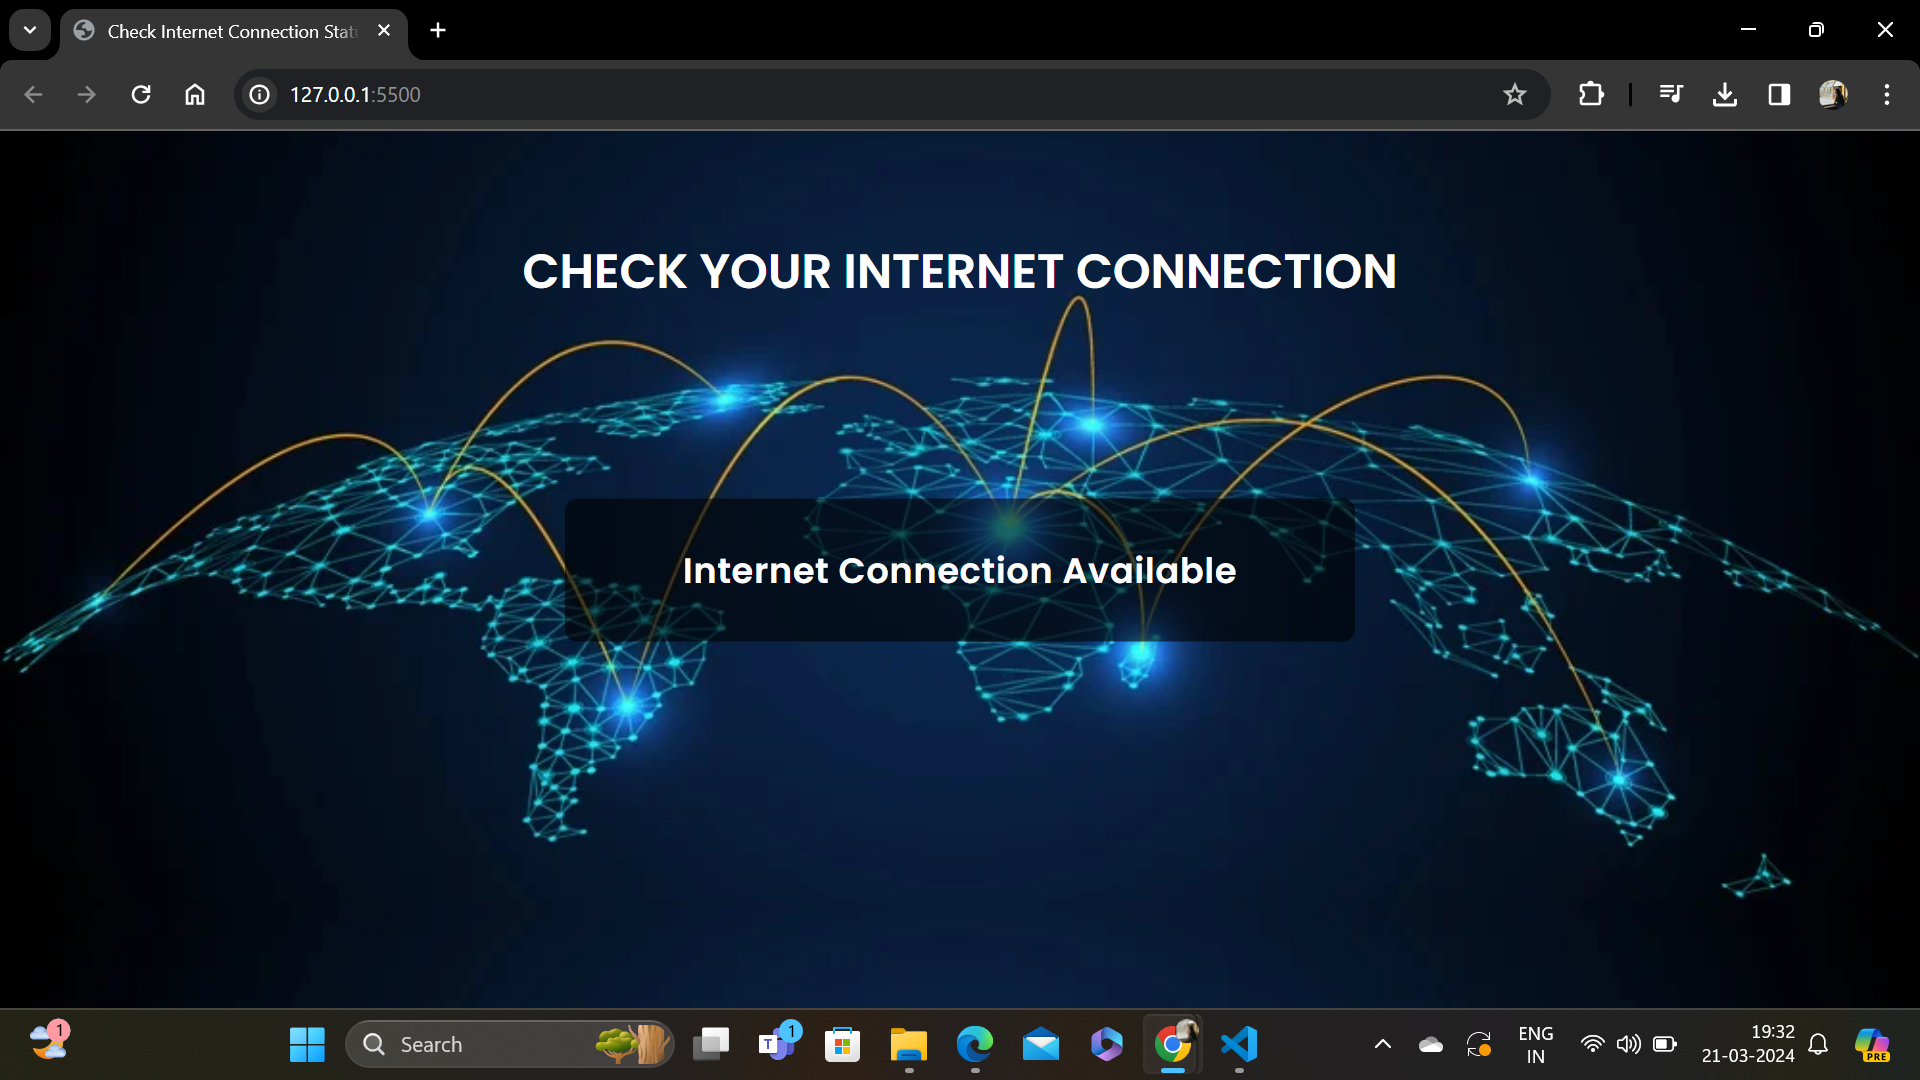 Check Internet Connection Stat
127.0.0.1:5500
CHECK YOUR INTERNET CONNECTION
Internet Connection Available
1
Search
T
1
ENG
IN
19:32
21-03-2024
PRE